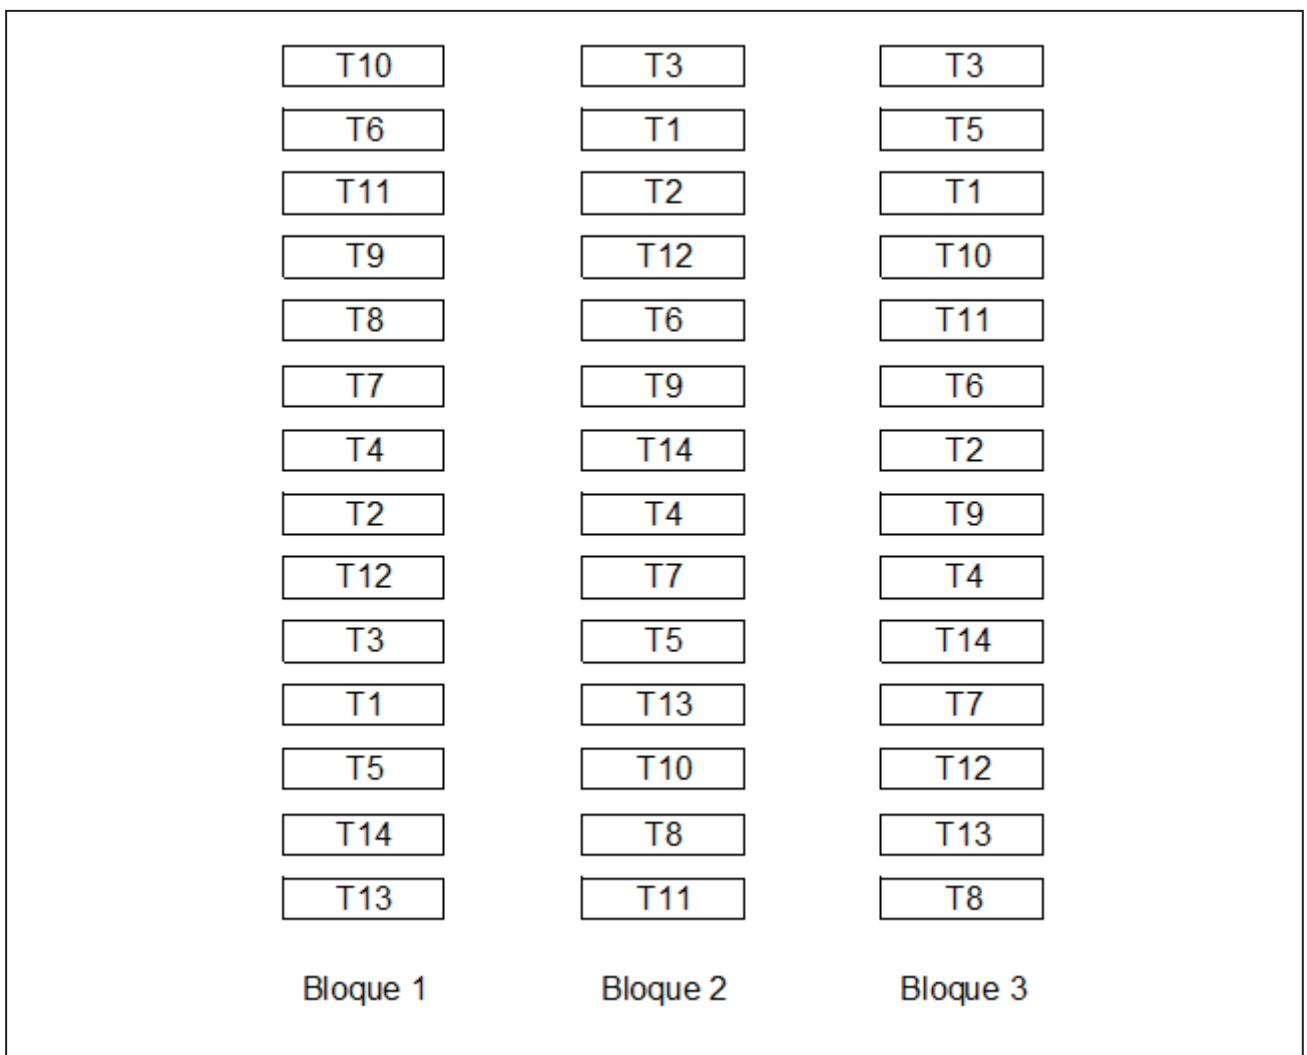 T10 T3 T3
T6 T1 T5
T11 T2 T1
T9 T12 T10
T8 T6 T11
T7 T9 T6
T4 T14 T2
T2 T4 T9
T12 T7 T4
T3 T5 T14
T1 T13 T7
T5 T10 T12
T14 T8 T13
T13 T11 T8
Bloque 1 Bloque 2 Bloque 3